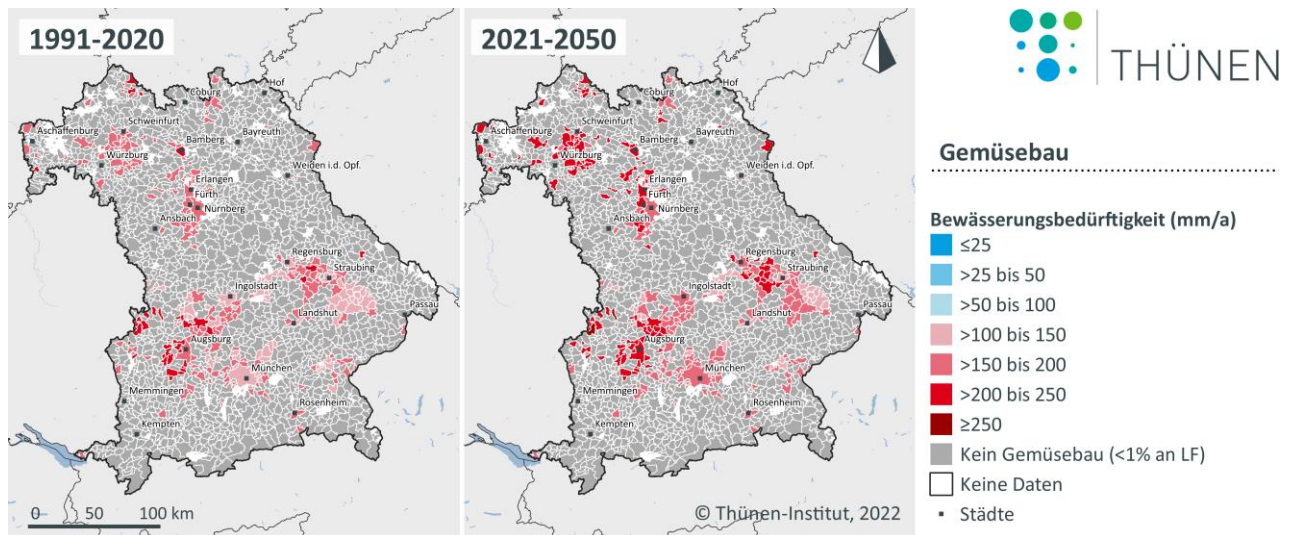 1991-2020
Hof
Coburg
Aschaffenburg
Schweinfurt
Bamberg
Bayreuth
Würzburg
Weiden i.d. Opf.
Erlangen
Fürth
Nürnberg
Ansbach
Regensburg
Straubing
Ingolstadt
Passau
Landshut
Augsburg
München
Memmingen
Rosenheim
Kempten
0 50 100 km
2021-2050
Hof
Coburg
Aschaffenburg
Schweinfurt
Bamberg
Bayreuth
Würzburg
Weiden i.d. Opf.
Erlangen
Fürth
Nürnberg
Ansbach
Regensburg
Straubing
Ingolstadt
Passau
Landshut
Augsburg
München
Memmingen
Rosenheim
Kempten
© Thünen-Institut, 2022
THÜNEN
Gemüsebau
Bewässerungsbedürftigkeit (mm/a)
≤25
>25 bis 50
>50 bis 100
>100 bis 150
>150 bis 200
>200 bis 250
≥250
Kein Gemüsebau (<1% an LF)
Keine Daten
Städte